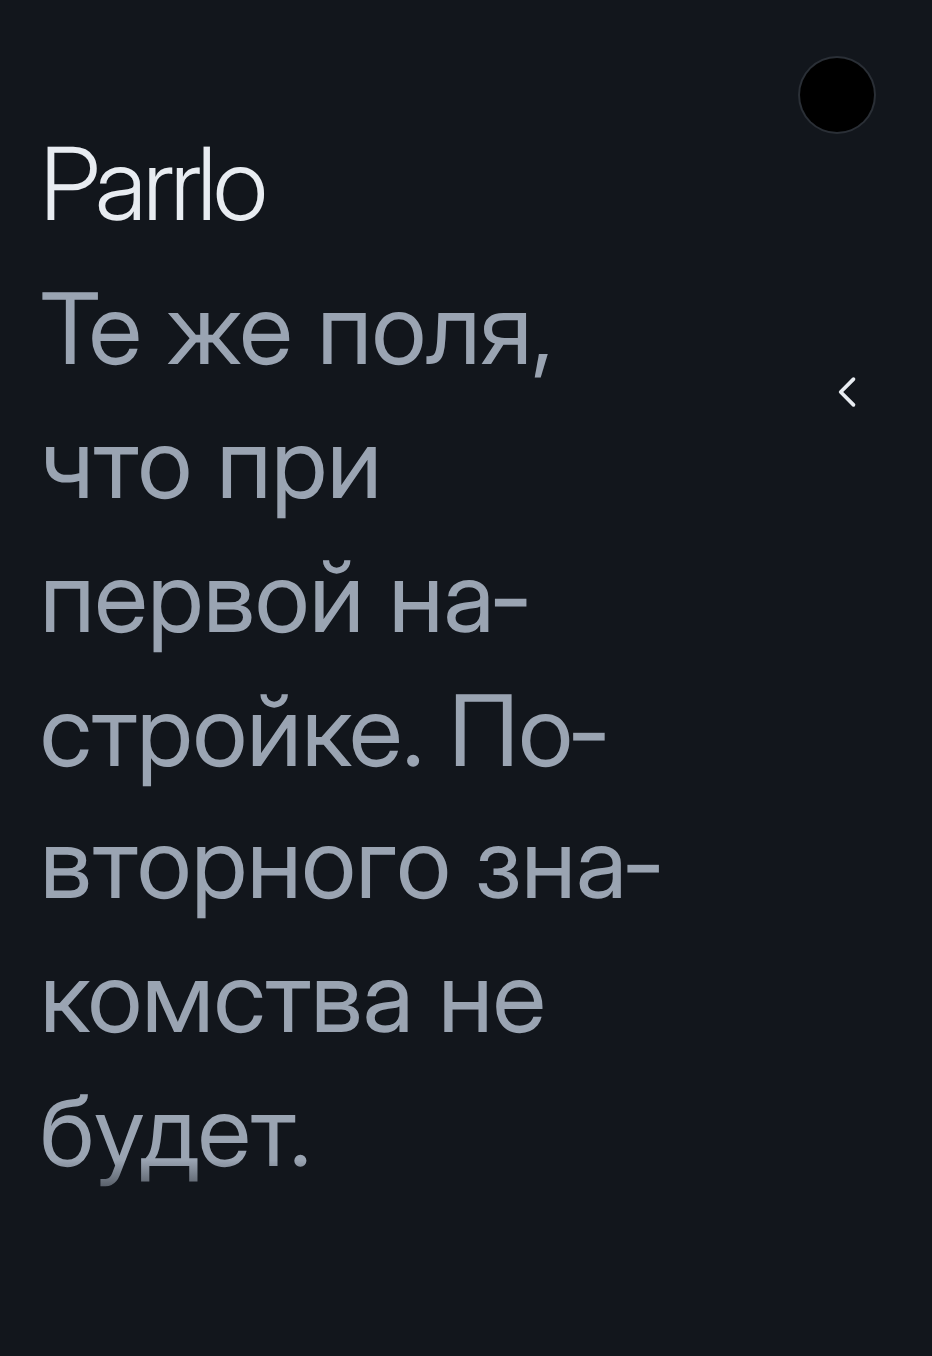 Parrlo
Те же поля,
что при
первой на-
стройке. По-
вторного зна-
комства не
будет.